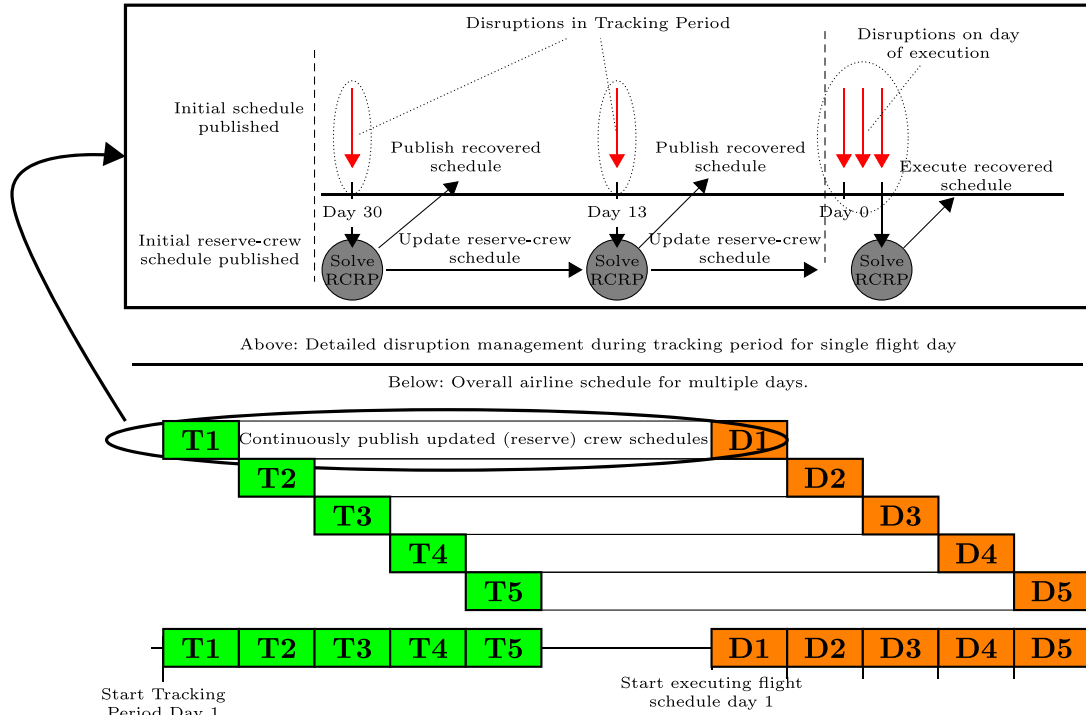 Disruptions in Tracking Period
Disruptions on day
of execution
Initial schedule
published
Publish recovered
schedule
Publish recovered
schedule
Execute recovered
schedule
Day 30
Day 13
Day 0
Initial reserve-crew
schedule published
Solve
RCRP
Update reserve-crew
schedule
Solve
RCRP
Update reserve-crew
schedule
Solve
RCRP
Above: Detailed disruption management during tracking period for single flight day
Below: Overall airline schedule for multiple days.
T1 Continuously publish updated (reserve) crew schedules D1
T2 D2
T3 D3
T4 D4
T5 D5
T1 T2 T3 T4 T5 D1 D2 D3 D4 D5
Start Tracking
Period Day 1
Start executing flight
schedule day 1